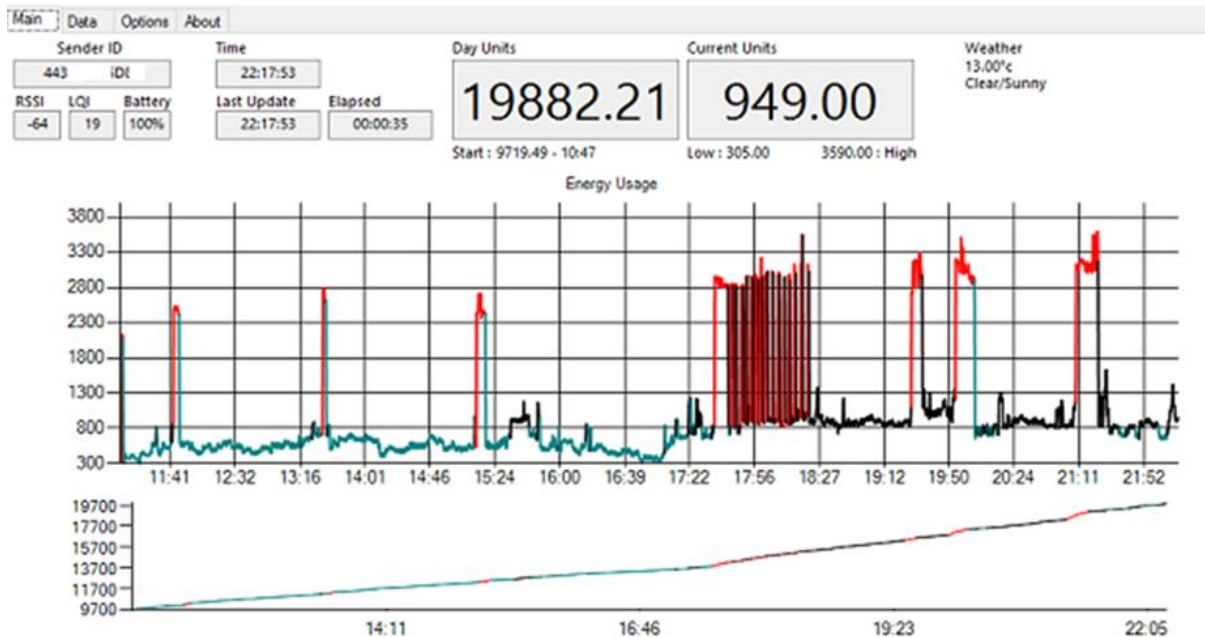 Main Data Options About
Sender ID Time Day Units Current Units Weather
443 22:17:53 19882.21 949.00 13.00°c
Clear/Sunny
RSSI LQI Battery Last Update Elapsed
-64 19 100% 22:17:53 00:00:35
Start : 9719.49 - 10:47 Low : 305.00 3590.00 : High
Energy Usage
3800
3300
2800
2300
1800
1300
800
300
11:41 12:32 13:16 14:01 14:46 15:24 16:00 16:39 17:22 17:56 18:27 19:12 19:50 20:24 21:11 21:52
19700
17700
15700
13700
11700
9700
14:11 16:46 19:23 22:05